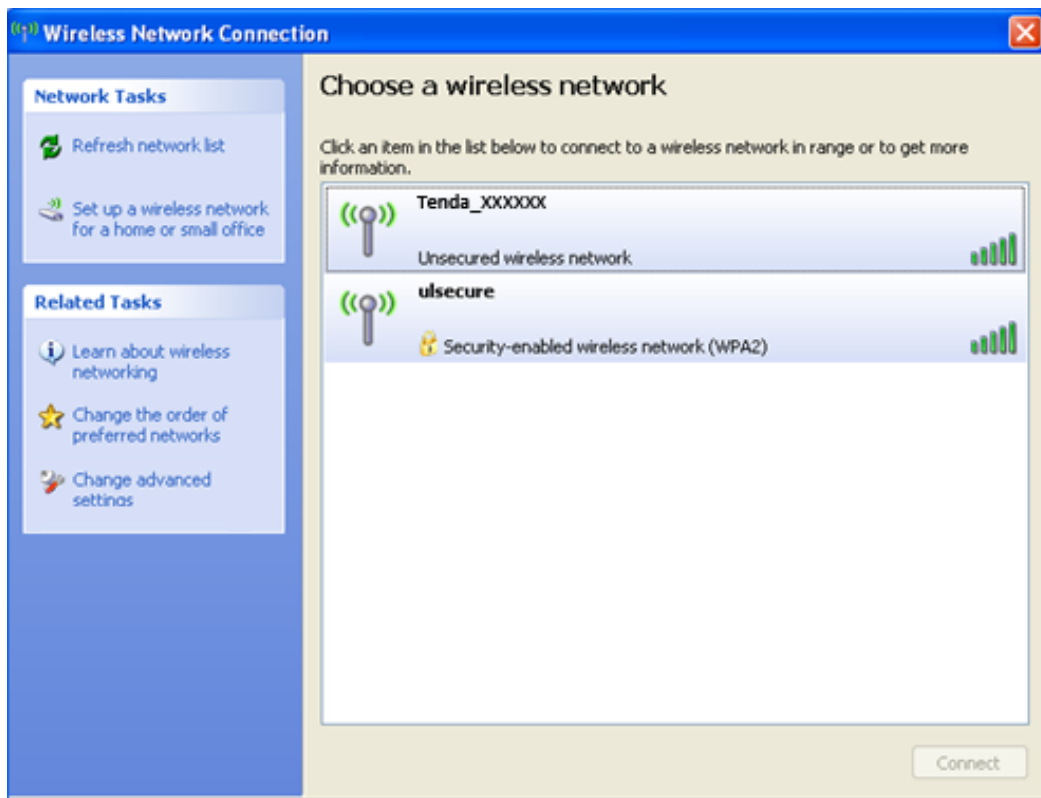 Wireless Network Connection
Network Tasks
Refresh network list
Set up a wireless network
for a home or small office
Related Tasks
Learn about wireless
networking
Change the order of
preferred networks
Change advanced
settings
Choose a wireless network
Click an item in the list below to connect to a wireless network in range or to get more
information.
Tenda_XXXXXX
Unsecured wireless network
ulsecure
Security-enabled wireless network (WPA2)
Connect